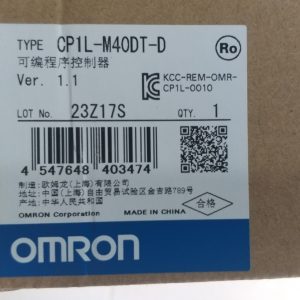 TYPE CP1L-M40DT-D
可编程序控制器
Ver. 1.1
Ro
KCC-REM-OMR-
CP1L-0010
LOT No. 23Z17S QTY. 1
4 547648 403474
制造:欧姆龙(上海)有限公司
地址:中国(上海)自由贸易试验区金吉路789号
产地:中华人民共和国
OMRON Corporation MADE IN CHINA
合格
OMRON